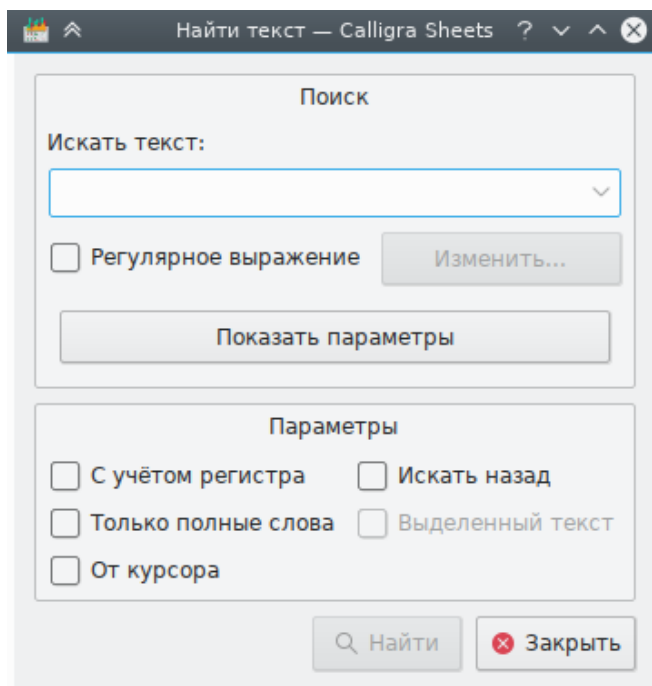 Найти текст — Calligra Sheets
Поиск
Искать текст:
Регулярное выражение
Изменить...
Показать параметры
Параметры
С учётом регистра
Искать назад
Только полные слова
Выделенный текст
От курсора
Найти
Закрыть